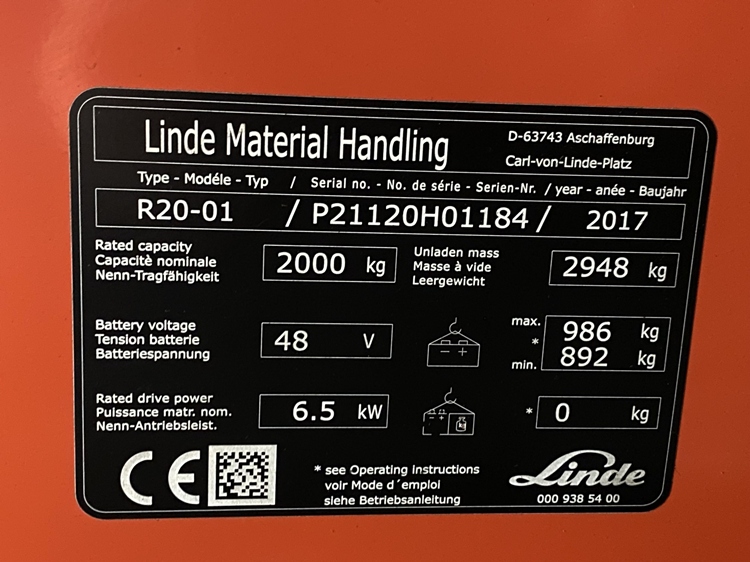 Linde Material Handling
D-63743 Aschaffenburg
Carl-von-Linde-Platz
Type - Modéle - Typ / Serial no. - No. de série - Serien-Nr. / year - anée - Baujahr
R20-01 / P21120H01184 / 2017
Rated capacity
Capacitè nominale
Nenn-Tragfähigkeit
2000 kg
Unladen mass
Masse à vide
Leergewicht
2948 kg
Battery voltage
Tension batterie
Batteriespannung
48 V
- +
max. 986 kg
*
min. 892 kg
Rated drive power
Puissance matr. nom.
Nenn-Antriebsleist.
6.5 kW
- +
kg
* 0 kg
CE
* see Operating instructions
voir Mode d´emploi
siehe Betriebsanleitung
Linde
000 938 54 00